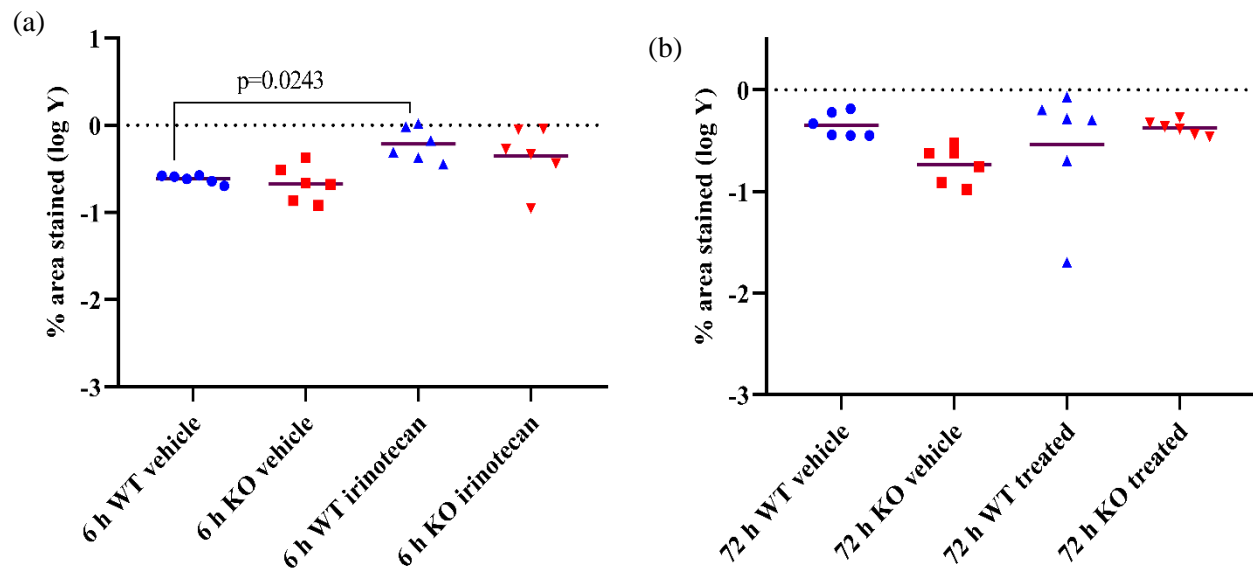 (a)
% area stained (log Y)
1
0
-1
-2
-3
p=0.0243
6 h WT vehicle
6 h KO vehicle
6 h WT irinotecan
6 h KO irinotecan
(b)
% area stained (log Y)
0
-1
-2
-3
72 h WT vehicle
72 h KO vehicle
72 h WT treated
72 h KO treated